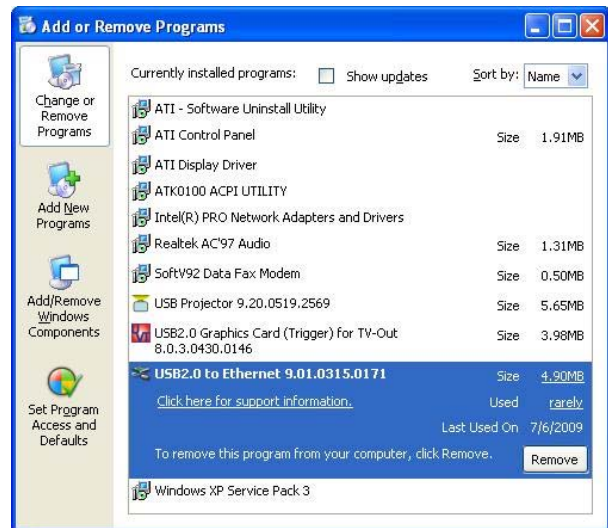 Add or Remove Programs
Change or
Remove
Programs
Add New
Programs
Add/Remove
Windows
Components
Set Program
Access and
Defaults
Currently installed programs: Show updates Sort by: Name
ATI - Software Uninstall Utility
ATI Control Panel Size 1.91MB
ATI Display Driver
ATK0100 ACPI UTILITY
Intel(R) PRO Network Adapters and Drivers
Realtek AC'97 Audio Size 1.31MB
SoftV92 Data Fax Modem Size 0.50MB
USB Projector 9.20.0519.2569 Size 5.65MB
USB2.0 Graphics Card (Trigger) for TV-Out Size 3.98MB
8.0.3.0430.0146
USB2.0 to Ethernet 9.01.0315.0171 Size 4.90MB
Click here for support information. Used rarely
Last Used On 7/6/2009
To remove this program from your computer, click Remove. Remove
Windows XP Service Pack 3